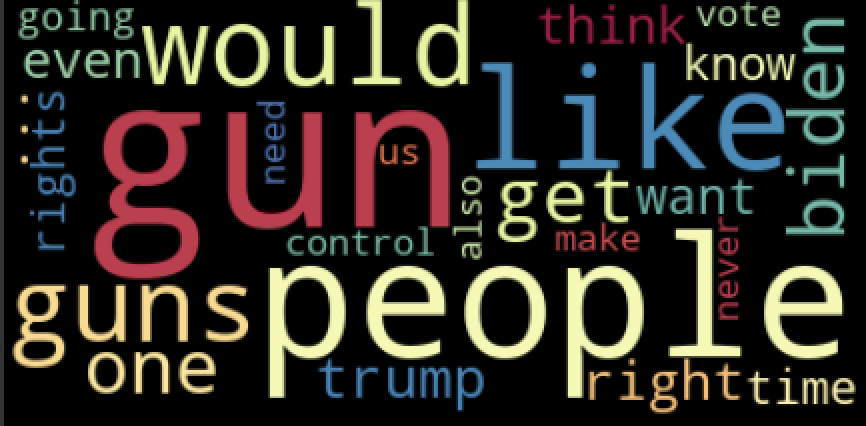 going
even
would
think
vote
know
biden
rights
gun
need
us
like
also
get
want
control
make
never
guns
people
one
trump
right
time